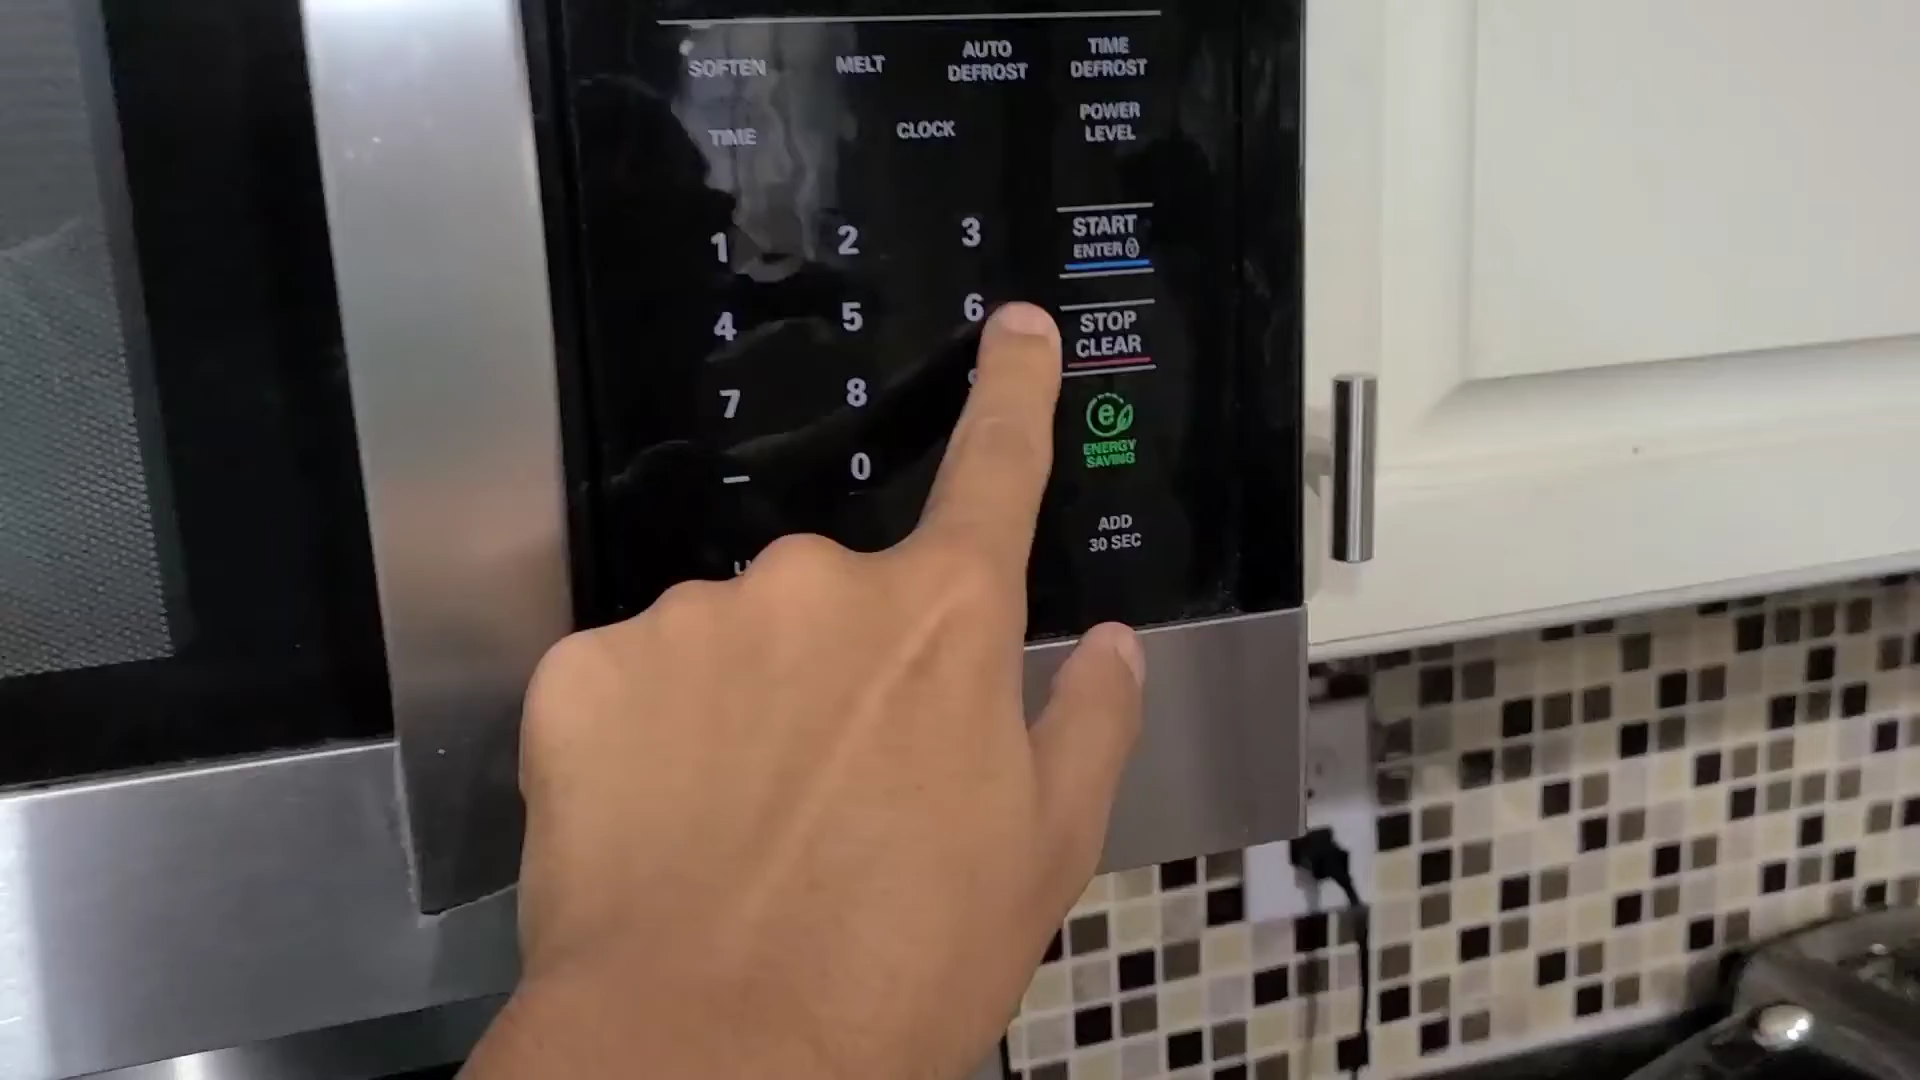 SOFTEN MELT AUTO DEFROST TIME DEFROST
TIME CLOCK POWER LEVEL
1 2 3 START ENTER
4 5 6 STOP CLEAR
7 8 e ENERGY SAVING
0
ADD 30 SEC